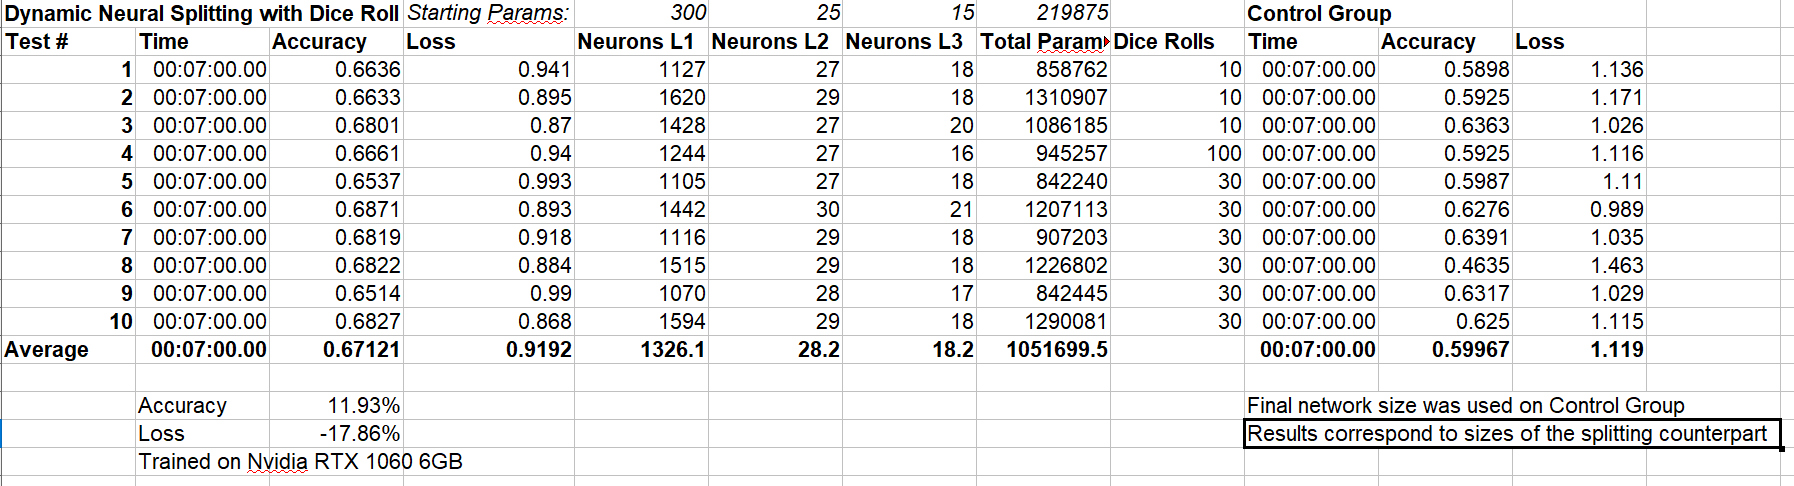 Dynamic Neural Splitting with Dice Roll Starting Params: 300 25 15 219875 Control Group
Test # Time Accuracy Loss Neurons L1 Neurons L2 Neurons L3 Total Param Dice Rolls Time Accuracy Loss
1 00:07:00.00 0.6636 0.941 1127 27 18 858762 10 00:07:00.00 0.5898 1.136
2 00:07:00.00 0.6633 0.895 1620 29 18 1310907 10 00:07:00.00 0.5925 1.171
3 00:07:00.00 0.6801 0.87 1428 27 20 1086185 10 00:07:00.00 0.6363 1.026
4 00:07:00.00 0.6661 0.94 1244 27 16 945257 100 00:07:00.00 0.5925 1.116
5 00:07:00.00 0.6537 0.993 1105 27 18 842240 30 00:07:00.00 0.5987 1.11
6 00:07:00.00 0.6871 0.893 1442 30 21 1207113 30 00:07:00.00 0.6276 0.989
7 00:07:00.00 0.6819 0.918 1116 29 18 907203 30 00:07:00.00 0.6391 1.035
8 00:07:00.00 0.6822 0.884 1515 29 18 1226802 30 00:07:00.00 0.4635 1.463
9 00:07:00.00 0.6514 0.99 1070 28 17 842445 30 00:07:00.00 0.6317 1.029
10 00:07:00.00 0.6827 0.868 1594 29 18 1290081 30 00:07:00.00 0.625 1.115
Average 00:07:00.00 0.67121 0.9192 1326.1 28.2 18.2 1051699.5 00:07:00.00 0.59967 1.119
Accuracy 11.93% Final network size was used on Control Group
Loss -17.86% Results correspond to sizes of the splitting counterpart
Trained on Nvidia RTX 1060 6GB